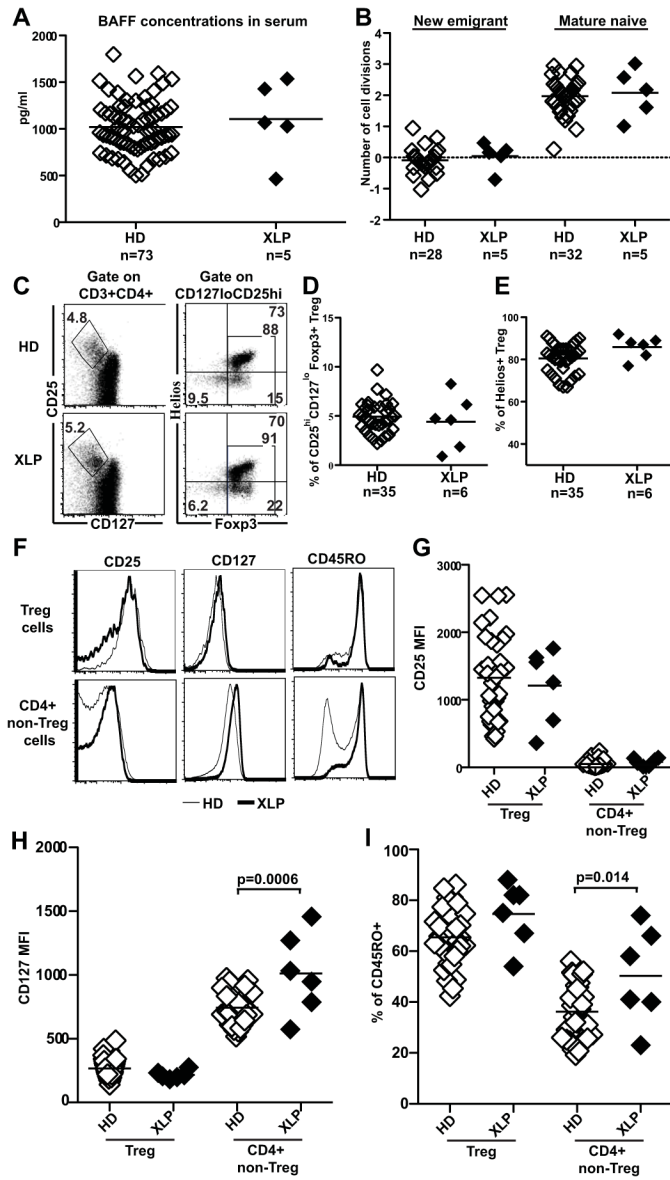 A
BAFF concentrations in serum
pg/ml
2000
1500
1000
500
0
HD
n=73
XLP
n=5
B
New emigrant
Mature naive
Number of cell divisions
4
3
2
1
0
-1
-2
HD
n=28
XLP
n=5
HD
n=32
XLP
n=5
C
Gate on
CD3+CD4+
Gate on
CD127loCD25hi
HD
4.8
73
88
9.5
15
XLP
5.2
70
91
6.2
22
CD25
CD127
Helios
Foxp3
D
% of CD25hiCD127lo Foxp3+ Treg
15
10
5
0
HD
n=35
XLP
n=6
E
% of Helios+ Treg
100
80
60
40
HD
n=35
XLP
n=6
F
CD25
CD127
CD45RO
Treg
cells
CD4+
non-Treg
cells
HD
XLP
G
CD25 MFI
3000
2000
1000
0
HD
XLP
HD
XLP
Treg
CD4+
non-Treg
H
CD127 MFI
2000
1500
1000
500
0
p=0.0006
HD
XLP
HD
XLP
Treg
CD4+
non-Treg
I
% of CD45RO+
100
80
60
40
20
0
p=0.014
HD
XLP
HD
XLP
Treg
CD4+
non-Treg